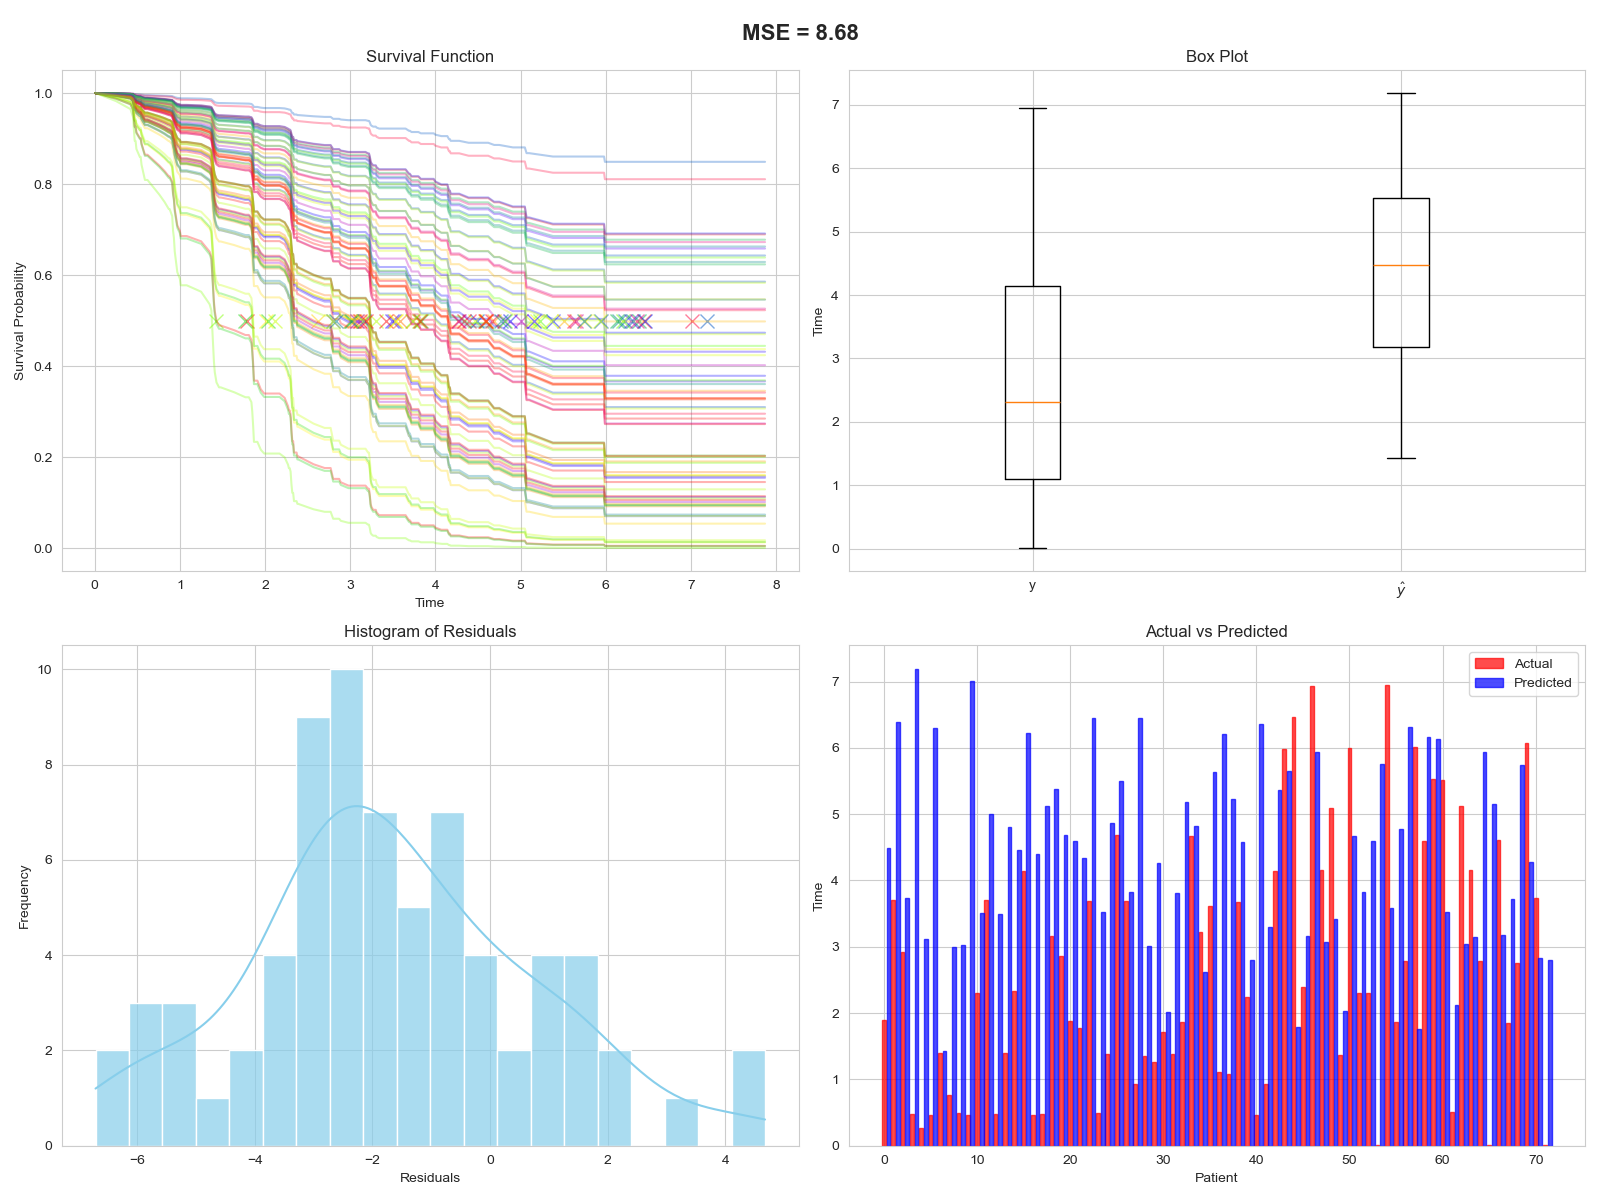 MSE = 8.68
Survival Function
Survival Probability
1.0
0.8
0.6
0.4
0.2
0.0
0 1 2 3 4 5 6 7 8
Time
Box Plot
Time
7
6
5
4
3
2
1
0
y ŷ
Histogram of Residuals
Frequency
10
8
6
4
2
0
−6 −4 −2 0 2 4
Residuals
Actual vs Predicted
Actual
Predicted
Time
7
6
5
4
3
2
1
0
0 10 20 30 40 50 60 70
Patient